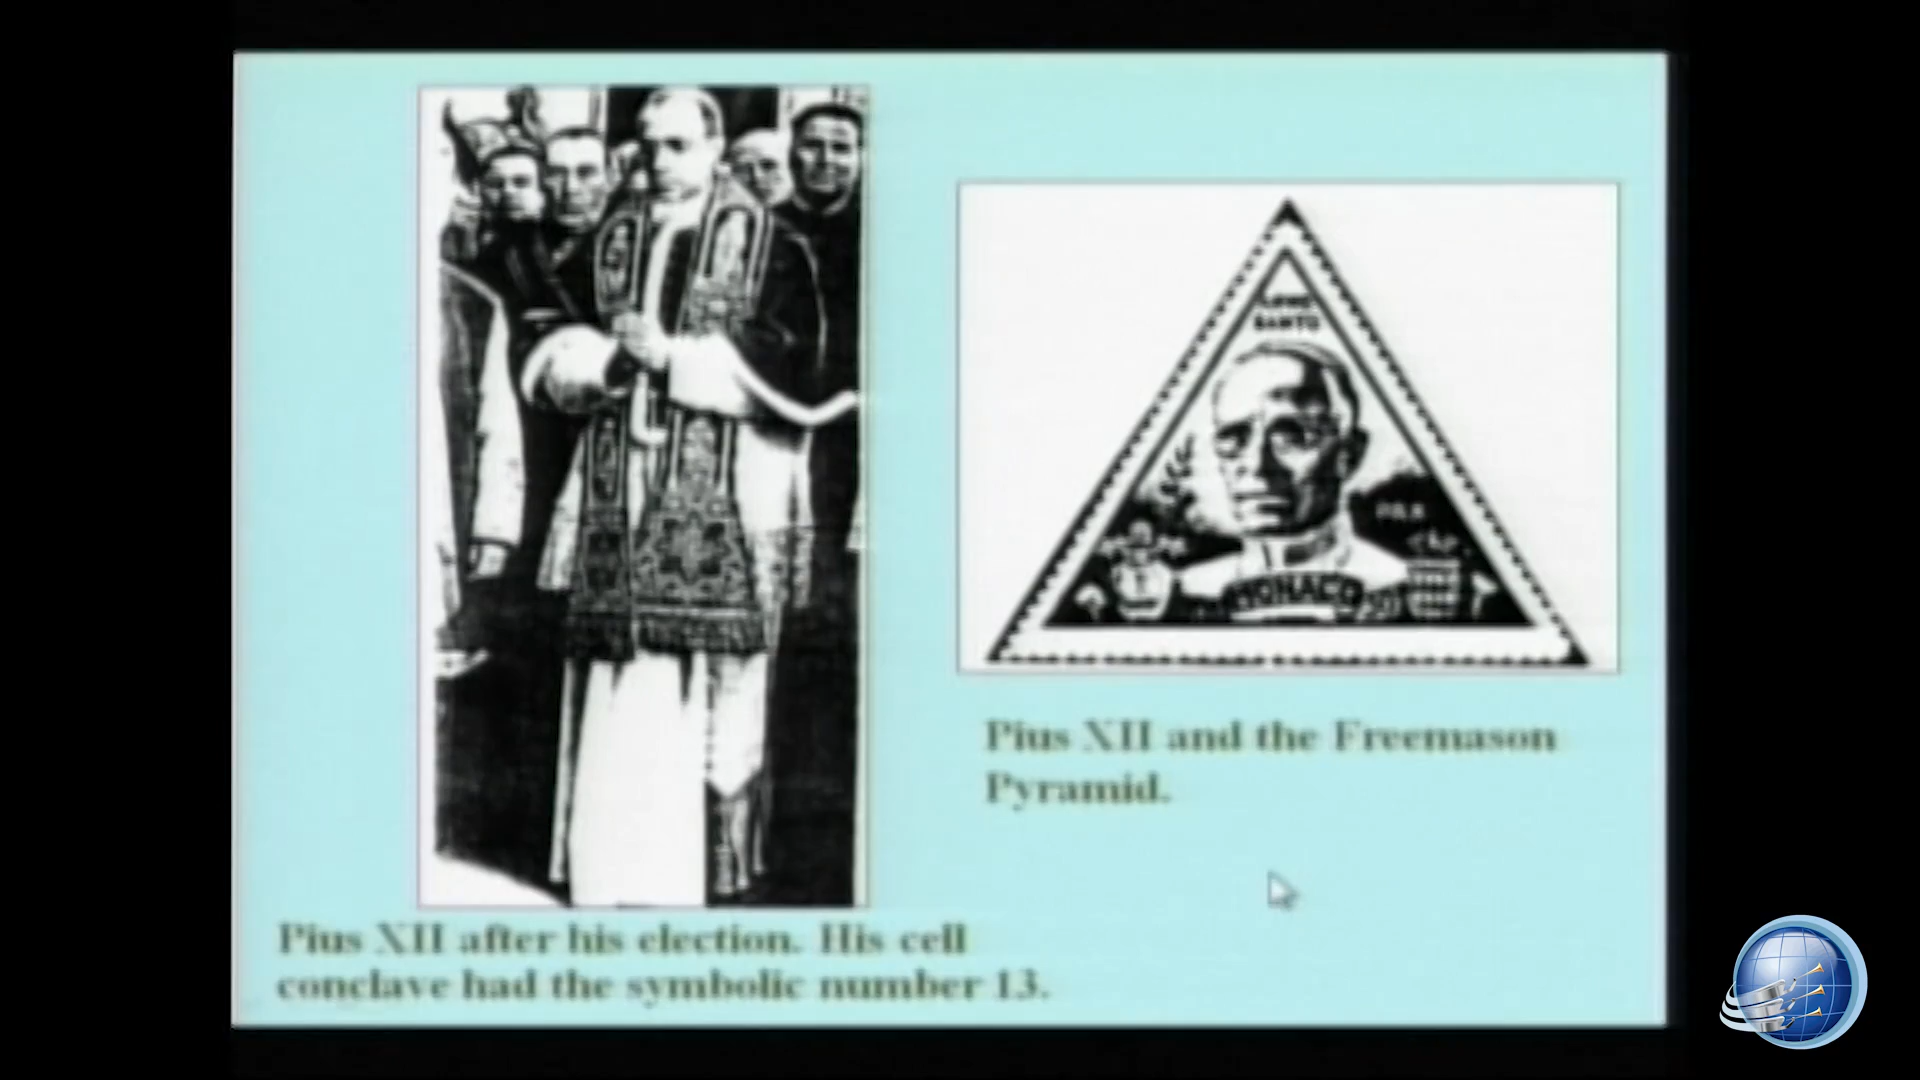 SANTO
MONACO
Pius XII and the Freemason
Pyramid.
Pius XII after his election. His cell
conclave had the symbolic number 13.